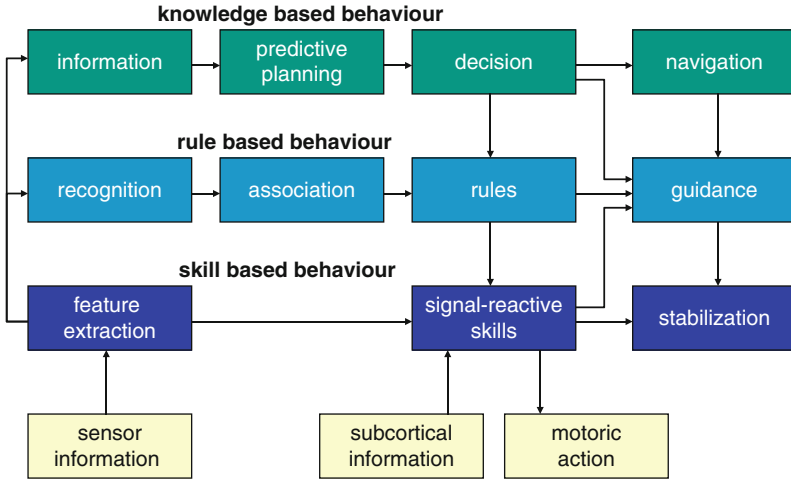 knowledge based behaviour
information
predictive
planning
decision
navigation
rule based behaviour
recognition
association
rules
guidance
skill based behaviour
feature
extraction
signal-reactive
skills
stabilization
sensor
information
subcortical
information
motoric
action